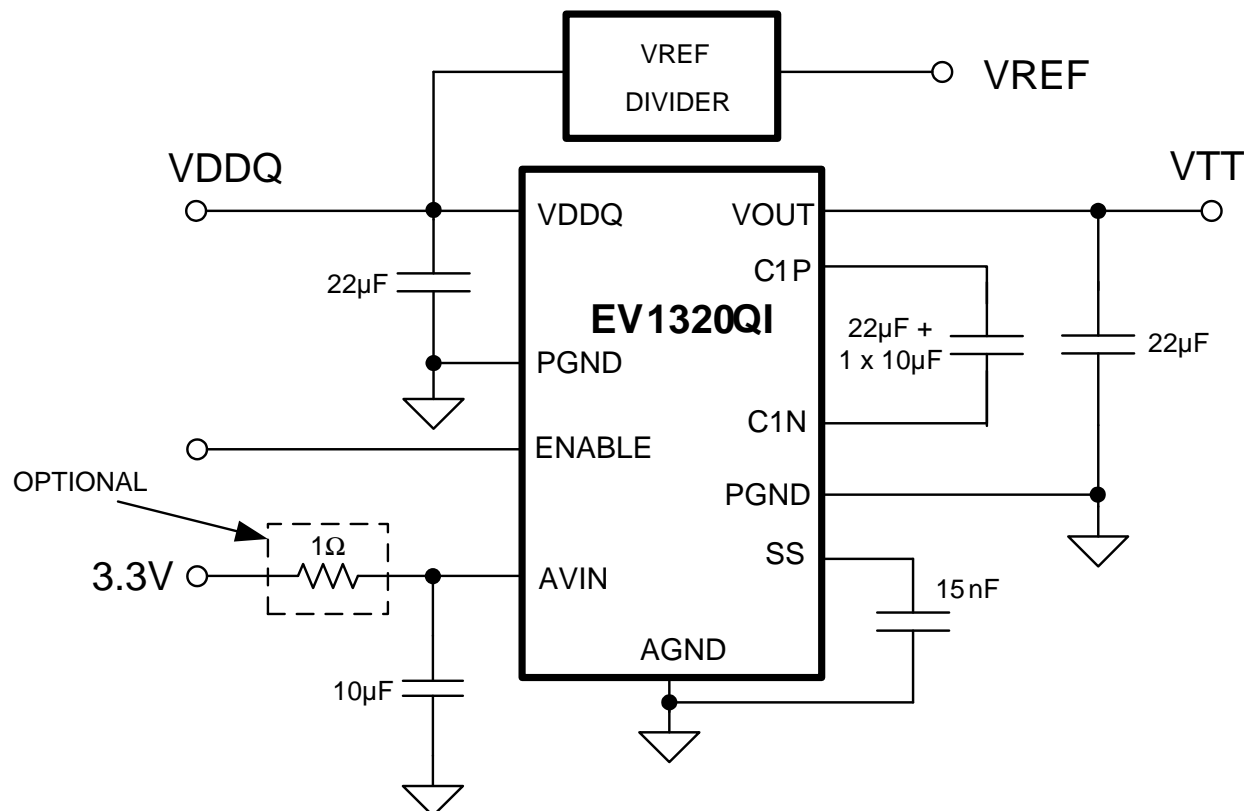 VREF
DIVIDER
VREF
VDDQ
VTT
VDDQ
VOUT
C1P
22µF
EV1320QI
22µF +
1 x 10µF
22µF
PGND
C1N
ENABLE
OPTIONAL
PGND
SS
1Ω
3.3V
AVIN
15nF
AGND
10µF